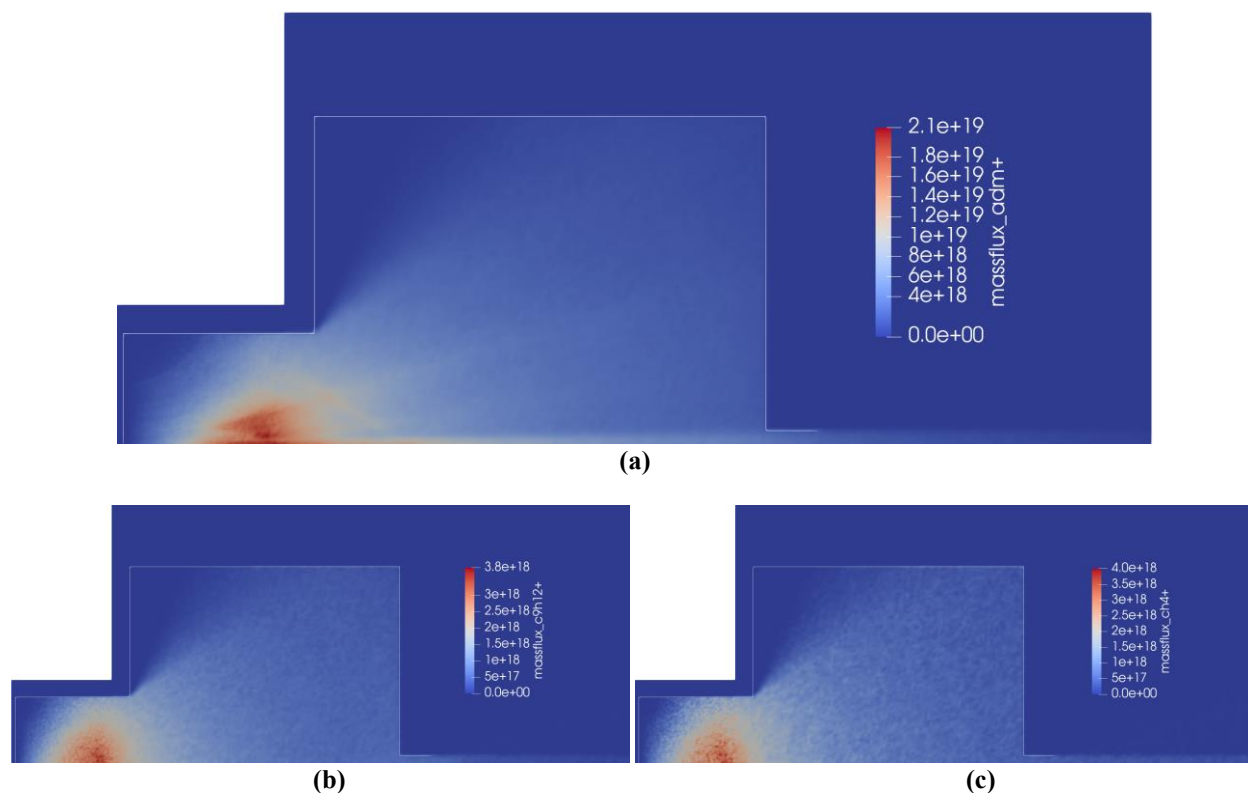 2.1e+19
1.8e+19
1.6e+19
1.4e+19
1.2e+19
1e+19
8e+18
6e+18
4e+18
0.0e+00
massflux_adm+
(a)
3.8e+18
3e+18
2.5e+18
2e+18
1.5e+18
1e+18
5e+17
0.0e+00
massflux_c9h12+
(b)
4.0e+18
3.5e+18
3e+18
2.5e+18
2e+18
1.5e+18
1e+18
5e+17
0.0e+00
massflux_ch4+
(c)